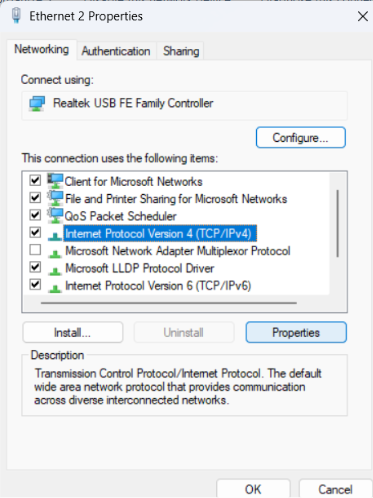 Ethernet 2 Properties
Networking Authentication Sharing
Connect using:
Realtek USB FE Family Controller
Configure...
This connection uses the following items:
Client for Microsoft Networks
File and Printer Sharing for Microsoft Networks
QoS Packet Scheduler
Internet Protocol Version 4 (TCP/IPv4)
Microsoft Network Adapter Multiplexor Protocol
Microsoft LLDP Protocol Driver
Internet Protocol Version 6 (TCP/IPv6)
Install... Uninstall Properties
Description
Transmission Control Protocol/Internet Protocol. The default
wide area network protocol that provides communication
across diverse interconnected networks.
OK Cancel